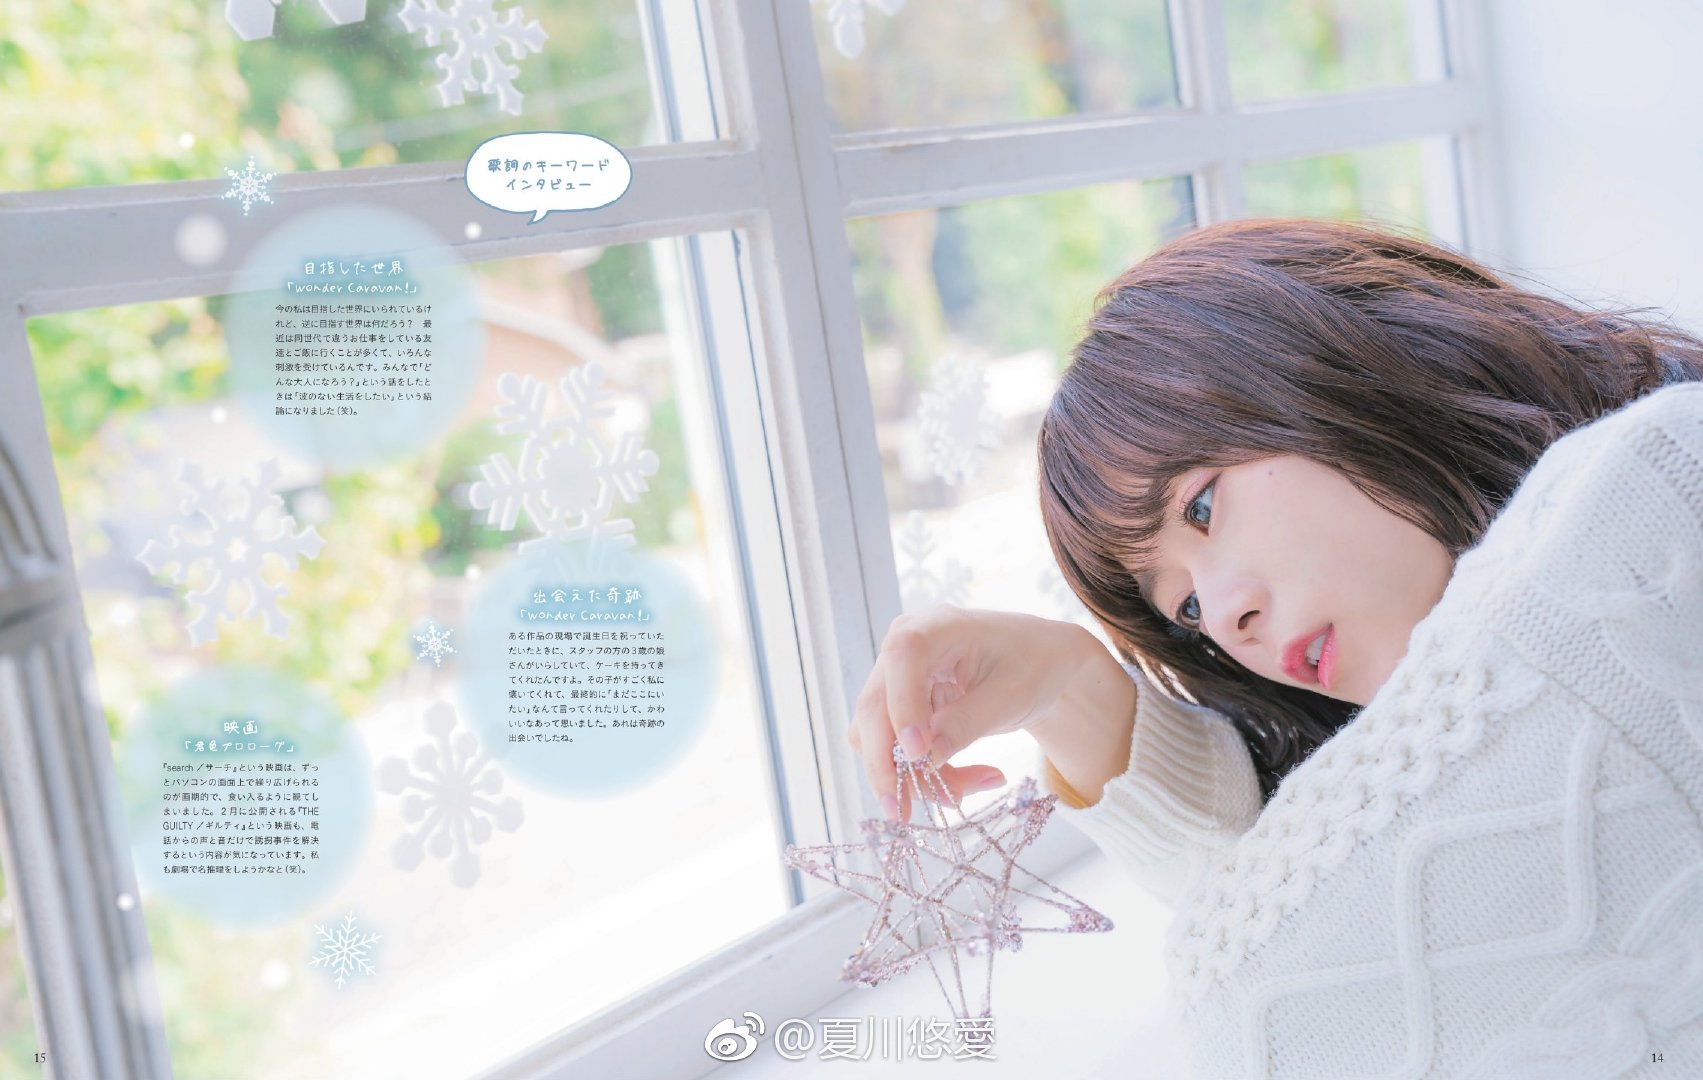 歌詞のキーワード
インタビュー
目指した世界
「wonder Caravan!」
今の私は目指した世界にいられているけ
れど、逆に目指す世界は何だろう？　最
近は同世代で違うお仕事をしている友
達とご飯に行くことが多くて、いろんな
刺激を受けているんです。みんなで「ど
んな大人になろう？」という話をしたと
きは「波のない生活をしたい」という結
論になりました（笑）。
出会えた奇跡
「wonder Caravan!」
ある作品の現場で誕生日を祝っていた
だいたときに、スタッフの方の3歳の娘
さんがいらしていて、ケーキを持ってき
てくれたんですよ。その子がすごく私に
懐いてくれて、最終的に「まだここにい
たい」なんて言ってくれたりして、かわ
いいなあって思いました。あれは奇跡の
出会いでしたね。
映画
「君色プロローグ」
『search／サーチ』という映画は、ずっ
とパソコンの画面上で繰り広げられる
のが画期的で、食い入るように観てし
まいました。2月に公開される『THE
GUILTY／ギルティ』という映画も、電
話からの声と音だけで誘拐事件を解決
するという内容が気になっています。私
も劇場で名推理をしようかなと（笑）。
15
@夏川悠愛
14